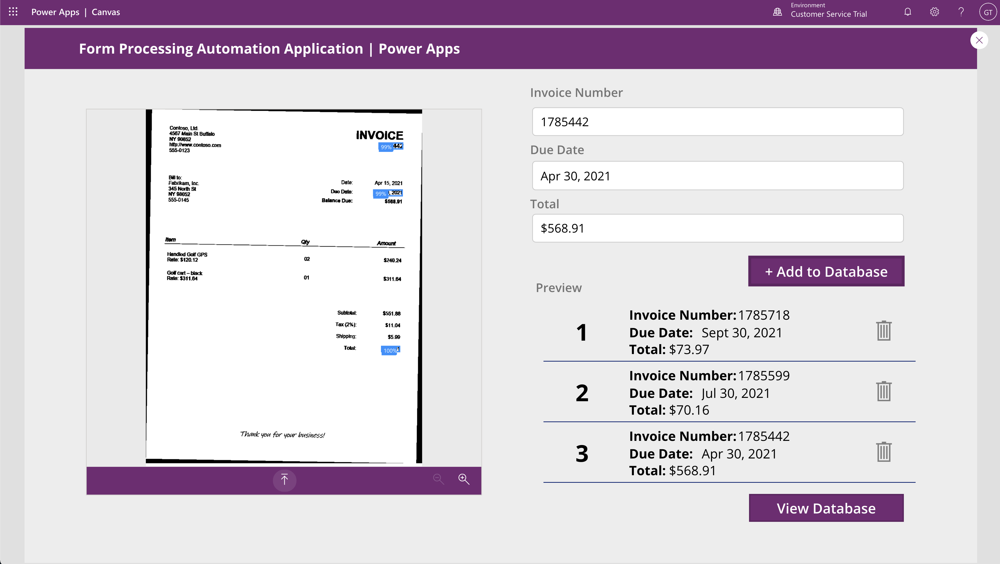 Power Apps | Canvas
Environment
Customer Service Trial
GT
Form Processing Automation Application | Power Apps
Contoso, Ltd.
4567 Main St Buffalo
NY 90852
http://www.contoso.com
555-0123
INVOICE
99% 442
Bill to:
Fabrikam, Inc.
345 North St
NY 98052
555-0145
Date: Apr 15, 2021
Due Date: 99% , 2021
Balance Due: $568.91
Item Qty Amount
Handled Golf GPS
Rate: $120.12 02 $240.24
Golf cart – black
Rate: $311.64 01 $311.64
Subtotal: $551.88
Tax (2%): $11.04
Shipping: $5.99
Total: 100% 1
Thank you for your business!
Invoice Number
1785442
Due Date
Apr 30, 2021
Total
$568.91
+ Add to Database
Preview
1
Invoice Number: 1785718
Due Date: Sept 30, 2021
Total: $73.97
2
Invoice Number: 1785599
Due Date: Jul 30, 2021
Total: $70.16
3
Invoice Number: 1785442
Due Date: Apr 30, 2021
Total: $568.91
View Database